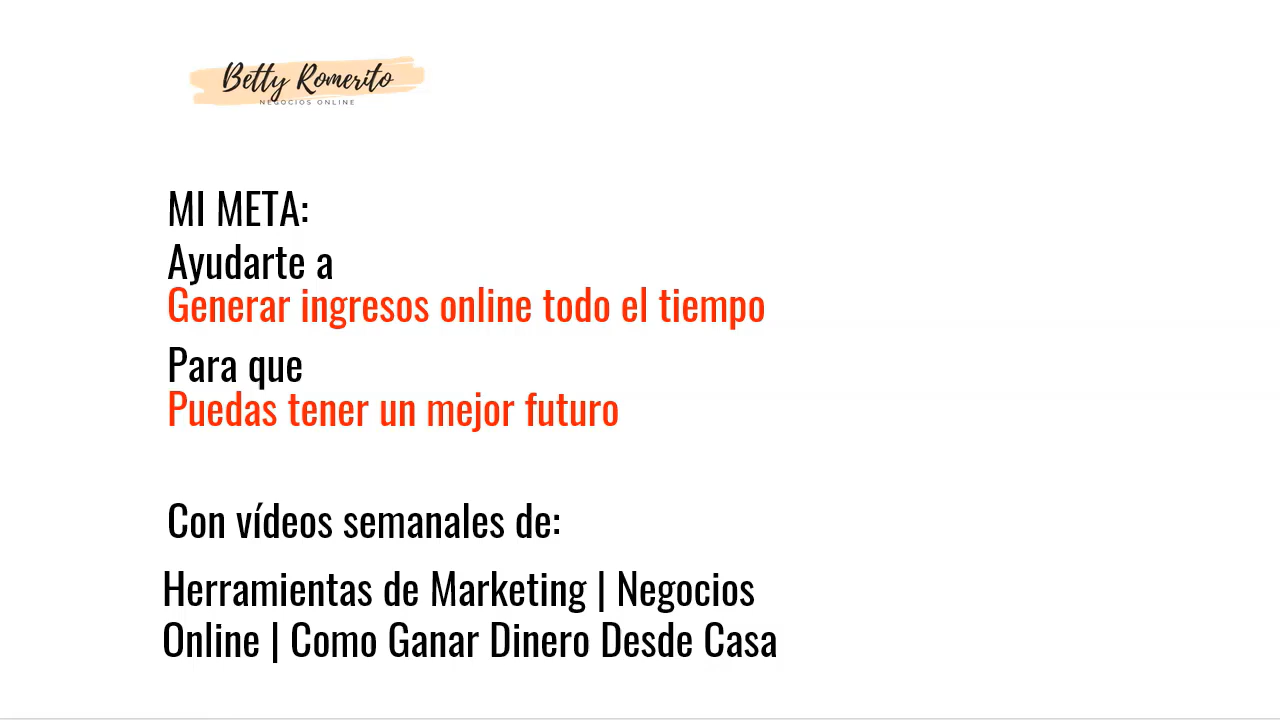 Betty Romerito
NEGOCIOS ONLINE
MI META:
Ayudarte a
Generar ingresos online todo el tiempo
Para que
Puedas tener un mejor futuro
Con vídeos semanales de:
Herramientas de Marketing | Negocios
Online | Como Ganar Dinero Desde Casa